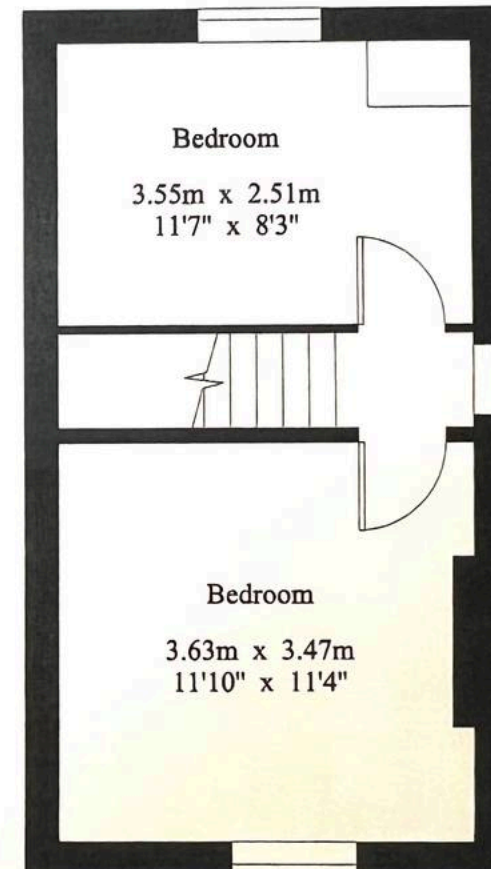 Bedroom
3.55m x 2.51m
11'7" x 8'3"
Bedroom
3.63m x 3.47m
11'10" x 11'4"